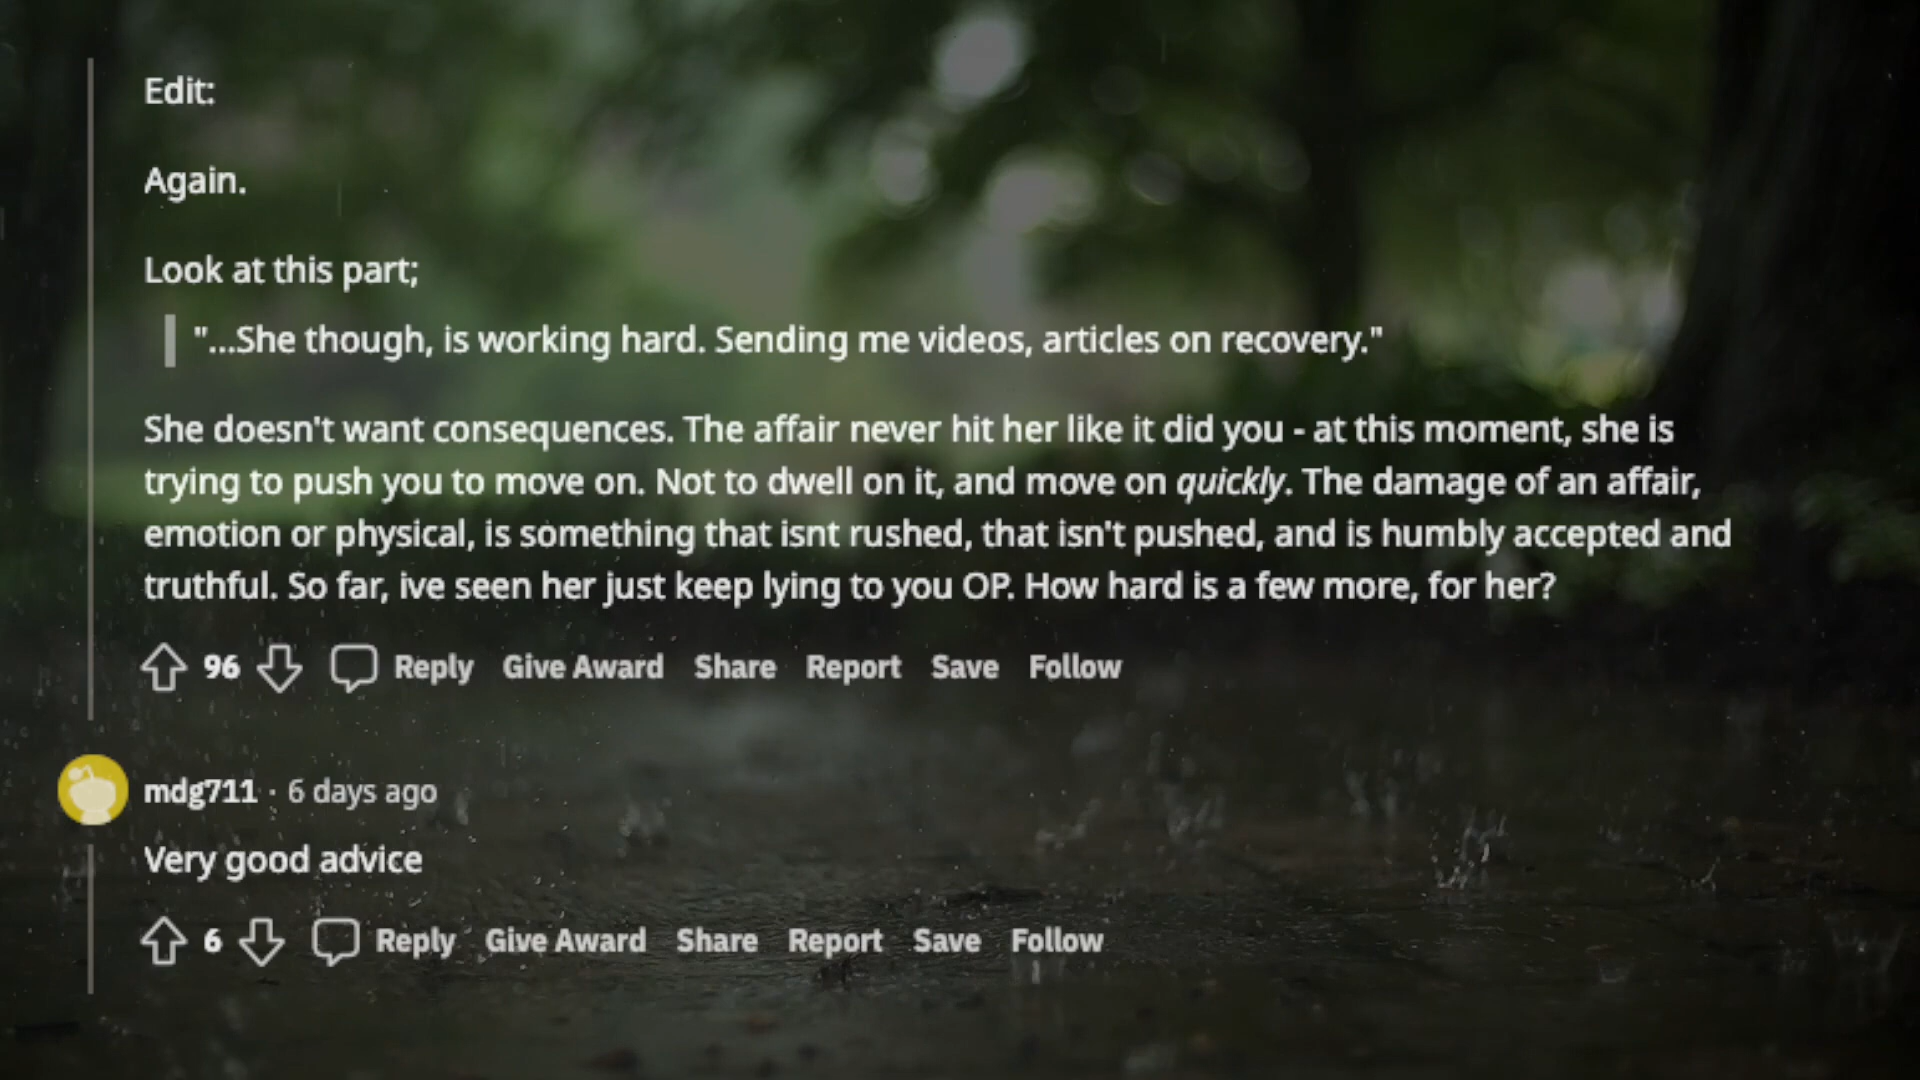 Edit:
Again.
Look at this part;
"...She though, is working hard. Sending me videos, articles on recovery."
She doesn't want consequences. The affair never hit her like it did you - at this moment, she is
trying to push you to move on. Not to dwell on it, and move on quickly. The damage of an affair,
emotion or physical, is something that isnt rushed, that isn't pushed, and is humbly accepted and
truthful. So far, ive seen her just keep lying to you OP. How hard is a few more, for her?
96 Reply Give Award Share Report Save Follow
mdg711 · 6 days ago
Very good advice
6 Reply Give Award Share Report Save Follow